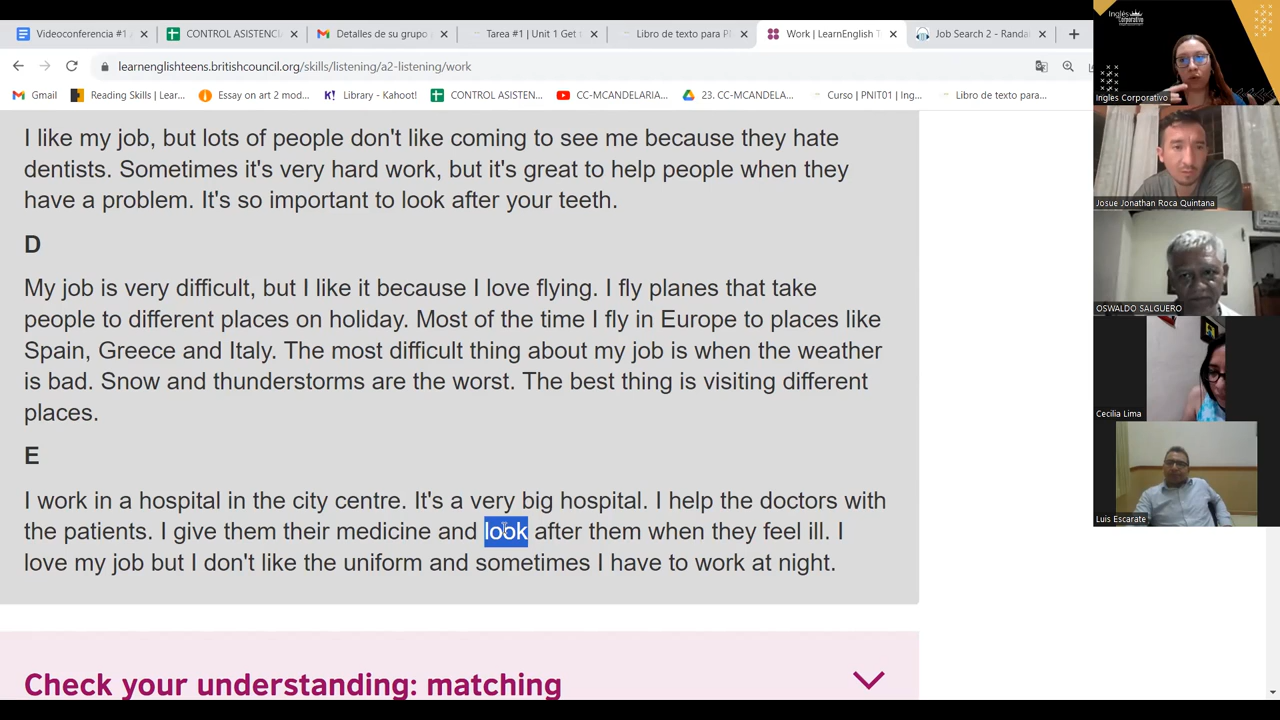 Videoconferencia #1
CONTROL ASISTENCIA
Detalles de su grupo
Tarea #1 | Unit 1 Get
Libro de texto para P
Work | LearnEnglish T
Job Search 2 - Randa
learnenglishteens.britishcouncil.org/skills/listening/a2-listening/work
Gmail
Reading Skills | Lear...
Essay on art 2 mod...
Library - Kahoo
CONTROL ASISTEN...
CC-MCANDELARIA...
23. CC-MCANDELA...
Curso | PNIT01 | Ing...
Libro de texto para...
I like my job, but lots of people don't like coming to see me because they hate
dentists. Sometimes it's very hard work, but it's great to help people when they
have a problem. It's so important to look after your teeth.
D
My job is very difficult, but I like it because I love flying. I fly planes that take
people to different places on holiday. Most of the time I fly in Europe to places like
Spain, Greece and Italy. The most difficult thing about my job is when the weather
is bad. Snow and thunderstorms are the worst. The best thing is visiting different
places.
E
I work in a hospital in the city centre. It's a very big hospital. I help the doctors with
the patients. I give them their medicine and look after them when they feel ill. I
love my job but I don't like the uniform and sometimes I have to work at night.
Check your understanding: matching
Inglés
Corporativo
Ingles Corporativo
Josue Jonathan Roca Quintana
OSWALDO SALGUERO
Cecilia Lima
Luis Escarate